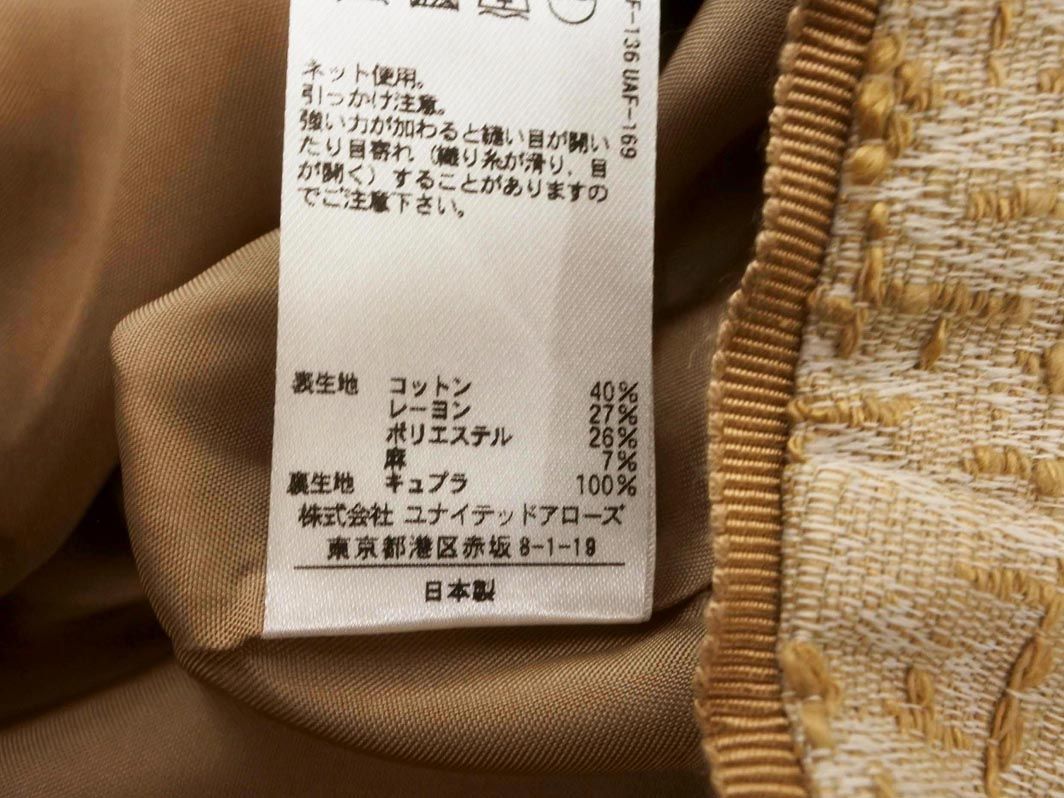 F-136 UAF-169
ネット使用。
引っかけ注意。
強い力が加わると縫い目が開い
たり目寄れ（織り糸が滑り、目
が開く）することがありますの
でご注意下さい。
表生地 コットン 40%
レーヨン 27%
ポリエステル 26%
麻 7%
裏生地 キュプラ 100%
株式会社 ユナイテッドアローズ
東京都港区赤坂 8-1-19
日本製